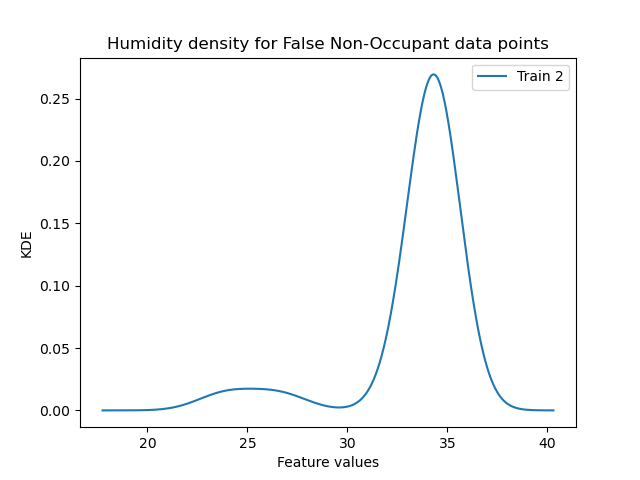 Humidity density for False Non-Occupant data points
Train 2
0.25
0.20
0.15
0.10
0.05
0.00
KDE
20 25 30 35 40
Feature values